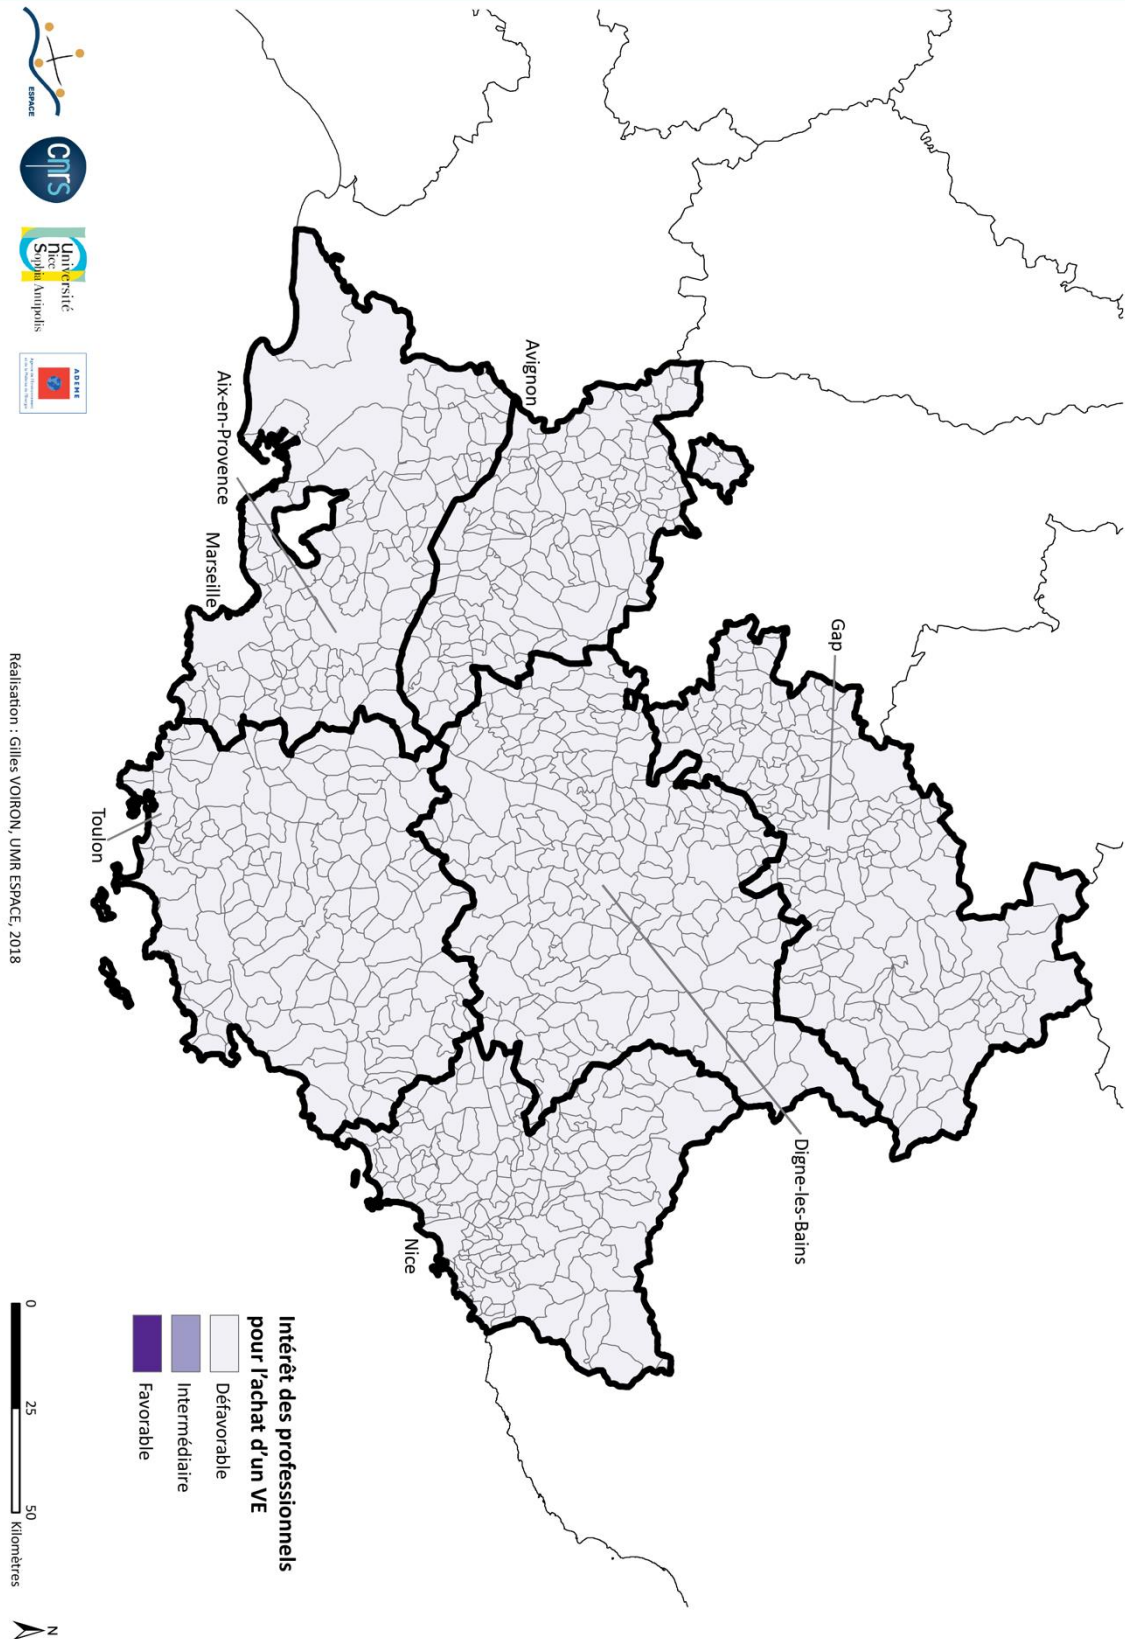 Gap
Avignon
Digne-les-Bains
Aix-en-Provence
Marseille
Nice
Toulon
Intérêt des professionnels
pour l'achat d'un VE
Défavorable
Intermédiaire
Favorable
0 25 50 Kilomètres
N
ESPACE
cnrs
Université
nice
Sophia Antipolis
ADEME
Réalisation : Gilles VOIRON, UMR ESPACE, 2018